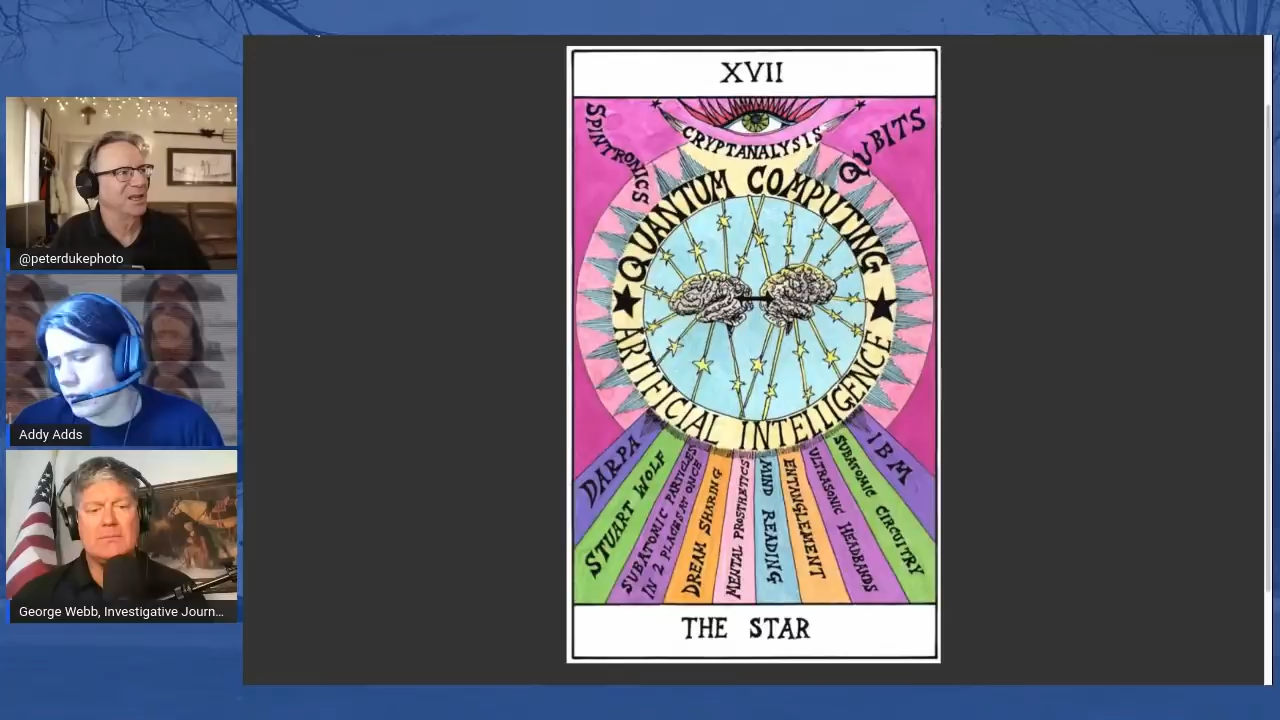 @peterdukephoto
Addy Adds
George Webb, Investigative Journ...
XVII
SPINTRONICS
CRYPTANALYSIS
QUBITS
QUANTUM COMPUTING
ARTIFICIAL INTELLIGENCE
DARPA
STUART WOLF
SUBATOMIC PARTICLES
IN 2 PLACES AT ONCE
DREAM SHARING
MENTAL PROSTHETICS
MIND READING
ENTANGLEMENT
ULTRASONIC HEADBANDS
SUBATOMIC CIRCUITRY
IBM
THE STAR